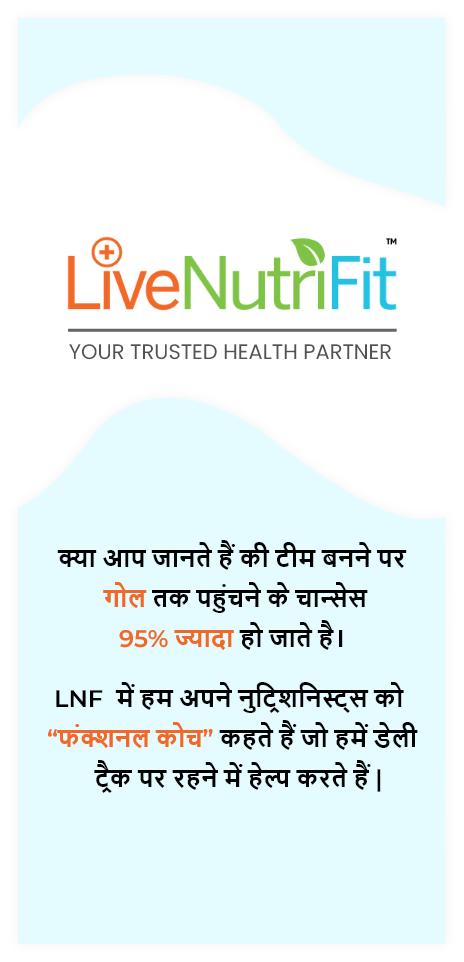 LiveNutriFit™
YOUR TRUSTED HEALTH PARTNER
क्या आप जानते हैं की टीम बनने पर
गोल तक पहुंचने के चान्सेस
95% ज्यादा हो जाते है।
LNF में हम अपने नुट्रिशनिस्ट्स को
“फंक्शनल कोच” कहते हैं जो हमें डेली
ट्रैक पर रहने में हेल्प करते हैं |